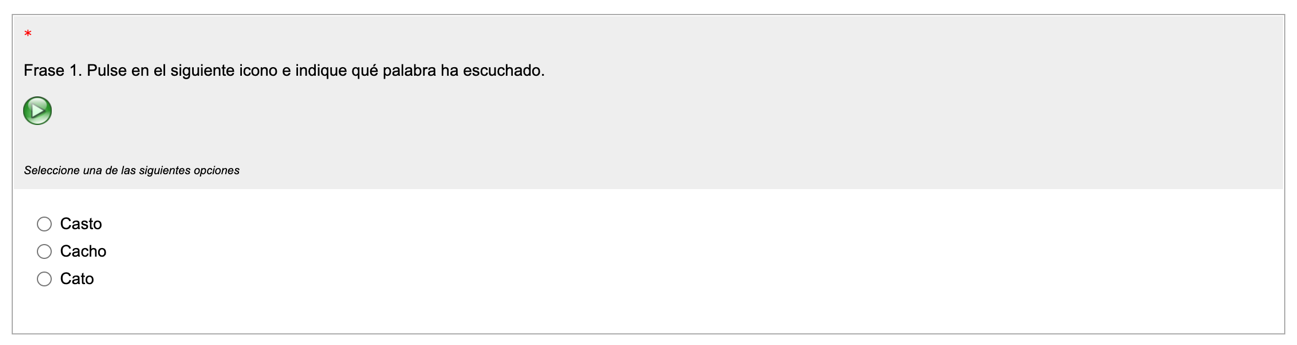 *
Frase 1. Pulse en el siguiente icono e indique qué palabra ha escuchado.
Seleccione una de las siguientes opciones
Casto
Cacho
Cato